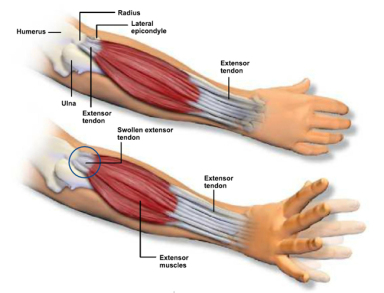 Radius
Humerus
Lateral
epicondyle
Extensor
tendon
Ulna
Extensor
tendon
Swollen extensor
tendon
Extensor
tendon
Extensor
muscles